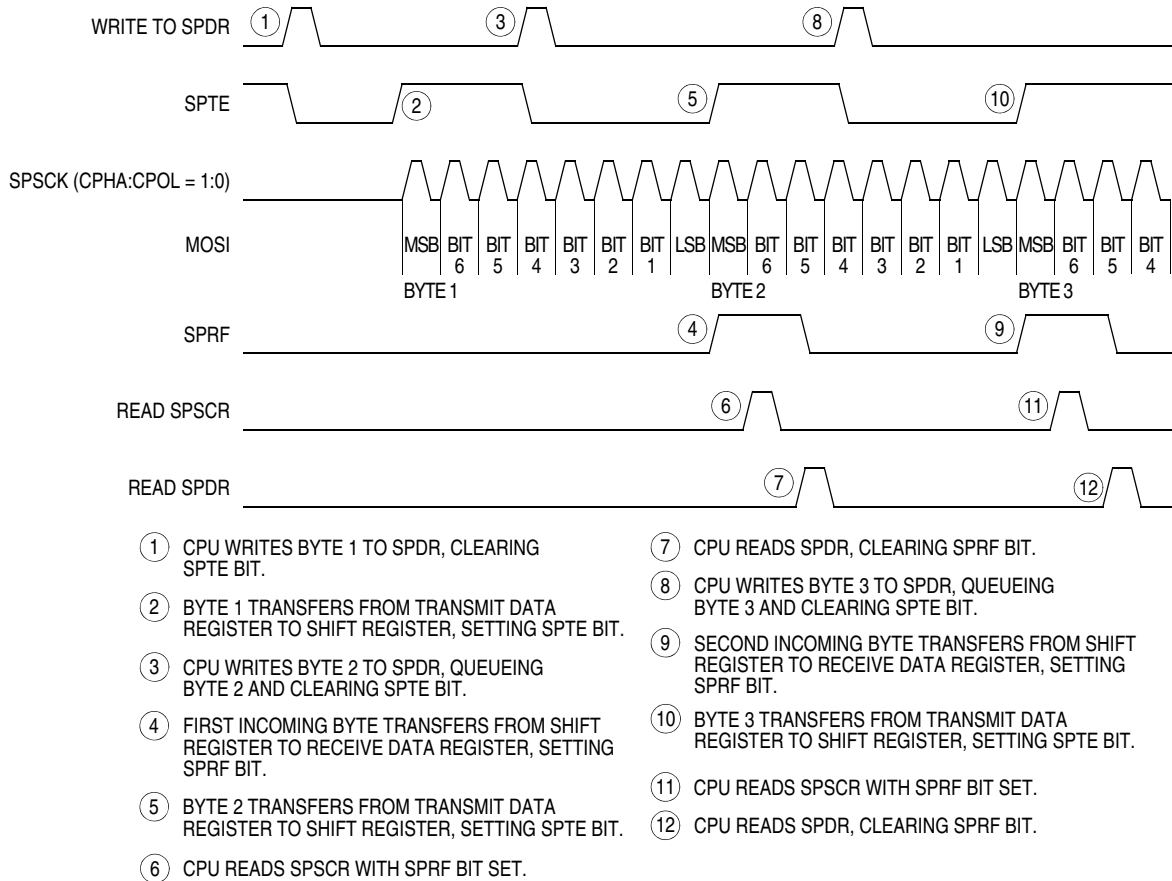 WRITE TO SPDR 1 3 8
SPTE 2 5 10
SPSCK (CPHA:CPOL = 1:0)
MOSI MSB BIT BIT BIT BIT BIT BIT LSB MSB BIT BIT BIT BIT BIT BIT LSB MSB BIT BIT BIT
6 5 4 3 2 1 6 5 4 3 2 1 6 5 4
BYTE 1 BYTE 2 BYTE 3
SPRF 4 9
READ SPSCR 6 11
READ SPDR 7 12
1 CPU WRITES BYTE 1 TO SPDR, CLEARING
SPTE BIT.
2 BYTE 1 TRANSFERS FROM TRANSMIT DATA
REGISTER TO SHIFT REGISTER, SETTING SPTE BIT.
3 CPU WRITES BYTE 2 TO SPDR, QUEUEING
BYTE 2 AND CLEARING SPTE BIT.
4 FIRST INCOMING BYTE TRANSFERS FROM SHIFT
REGISTER TO RECEIVE DATA REGISTER, SETTING
SPRF BIT.
5 BYTE 2 TRANSFERS FROM TRANSMIT DATA
REGISTER TO SHIFT REGISTER, SETTING SPTE BIT.
6 CPU READS SPSCR WITH SPRF BIT SET.
7 CPU READS SPDR, CLEARING SPRF BIT.
8 CPU WRITES BYTE 3 TO SPDR, QUEUEING
BYTE 3 AND CLEARING SPTE BIT.
9 SECOND INCOMING BYTE TRANSFERS FROM SHIFT
REGISTER TO RECEIVE DATA REGISTER, SETTING
SPRF BIT.
10 BYTE 3 TRANSFERS FROM TRANSMIT DATA
REGISTER TO SHIFT REGISTER, SETTING SPTE BIT.
11 CPU READS SPSCR WITH SPRF BIT SET.
12 CPU READS SPDR, CLEARING SPRF BIT.